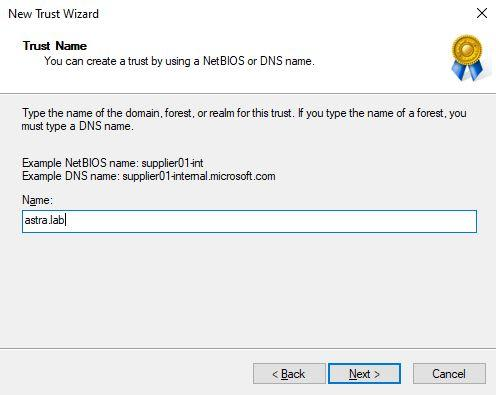 New Trust Wizard
Trust Name
You can create a trust by using a NetBIOS or DNS name.
Type the name of the domain, forest, or realm for this trust. If you type the name of a forest, you
must type a DNS name.
Example NetBIOS name: supplier01-int
Example DNS name: supplier01-internal.microsoft.com
Name:
astra.lab
< Back
Next >
Cancel